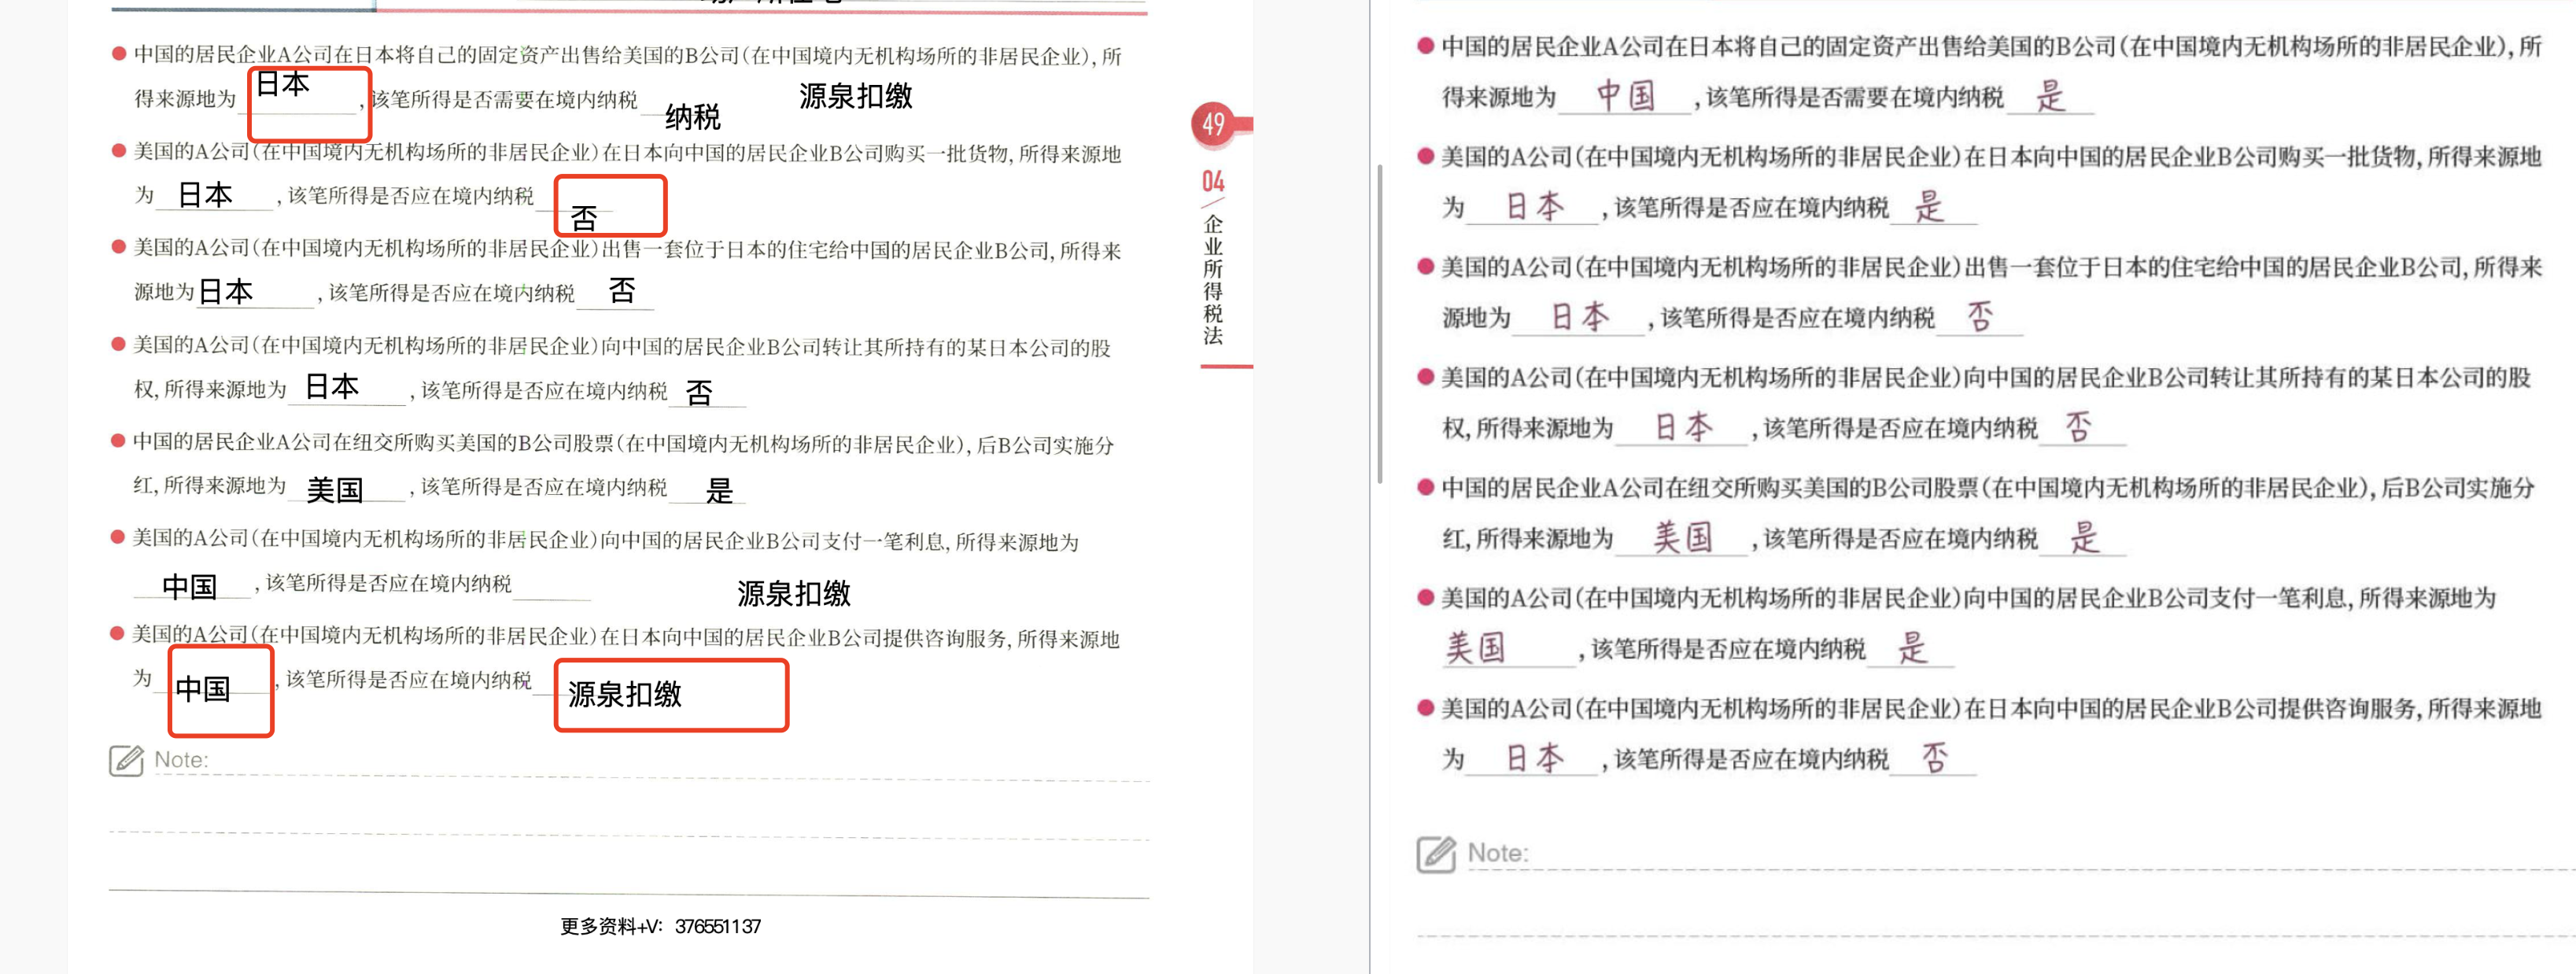 中国的居民企业A公司在日本将自己的固定资产出售给美国的B公司(在中国境内无机构场所的非居民企业),所
得来源地为 日本 ,该笔所得是否需要在境内纳税 纳税 源泉扣缴
美国的A公司(在中国境内无机构场所的非居民企业)在日本向中国的居民企业B公司购买一批货物,所得来源地
为 日本 ,该笔所得是否应在境内纳税 否
美国的A公司(在中国境内无机构场所的非居民企业)出售一套位于日本的住宅给中国的居民企业B公司,所得来
源地为 日本 ,该笔所得是否应在境内纳税 否
美国的A公司(在中国境内无机构场所的非居民企业)向中国的居民企业B公司转让其所持有的某日本公司的股
权,所得来源地为 日本 ,该笔所得是否应在境内纳税 否
中国的居民企业A公司在纽交所购买美国的B公司股票(在中国境内无机构场所的非居民企业),后B公司实施分
红,所得来源地为 美国 ,该笔所得是否应在境内纳税 是
美国的A公司(在中国境内无机构场所的非居民企业)向中国的居民企业B公司支付一笔利息,所得来源地为
中国 ,该笔所得是否应在境内纳税 源泉扣缴
美国的A公司(在中国境内无机构场所的非居民企业)在日本向中国的居民企业B公司提供咨询服务,所得来源地
为 中国 ,该笔所得是否应在境内纳税 源泉扣缴
Note:
更多资料+V: 376551137
49
04
企业所得税法
中国的居民企业A公司在日本将自己的固定资产出售给美国的B公司(在中国境内无机构场所的非居民企业),所
得来源地为 中国 ,该笔所得是否需要在境内纳税 是
美国的A公司(在中国境内无机构场所的非居民企业)在日本向中国的居民企业B公司购买一批货物,所得来源地
为 日本 ,该笔所得是否应在境内纳税 是
美国的A公司(在中国境内无机构场所的非居民企业)出售一套位于日本的住宅给中国的居民企业B公司,所得来
源地为 日本 ,该笔所得是否应在境内纳税 否
美国的A公司(在中国境内无机构场所的非居民企业)向中国的居民企业B公司转让其所持有的某日本公司的股
权,所得来源地为 日本 ,该笔所得是否应在境内纳税 否
中国的居民企业A公司在纽交所购买美国的B公司股票(在中国境内无机构场所的非居民企业),后B公司实施分
红,所得来源地为 美国 ,该笔所得是否应在境内纳税 是
美国的A公司(在中国境内无机构场所的非居民企业)向中国的居民企业B公司支付一笔利息,所得来源地为
美国 ,该笔所得是否应在境内纳税 是
美国的A公司(在中国境内无机构场所的非居民企业)在日本向中国的居民企业B公司提供咨询服务,所得来源地
为 日本 ,该笔所得是否应在境内纳税 否
Note: